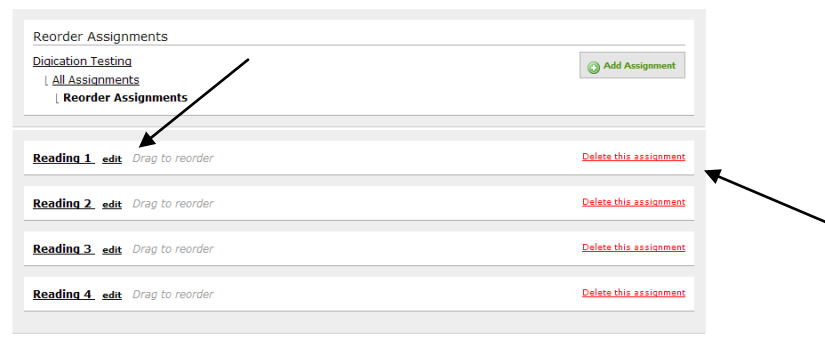 Reorder Assignments
Digication Testing
All Assignments
Reorder Assignments
Add Assignment
Reading 1 edit Drag to reorder Delete this assignment
Reading 2 edit Drag to reorder Delete this assignment
Reading 3 edit Drag to reorder Delete this assignment
Reading 4 edit Drag to reorder Delete this assignment